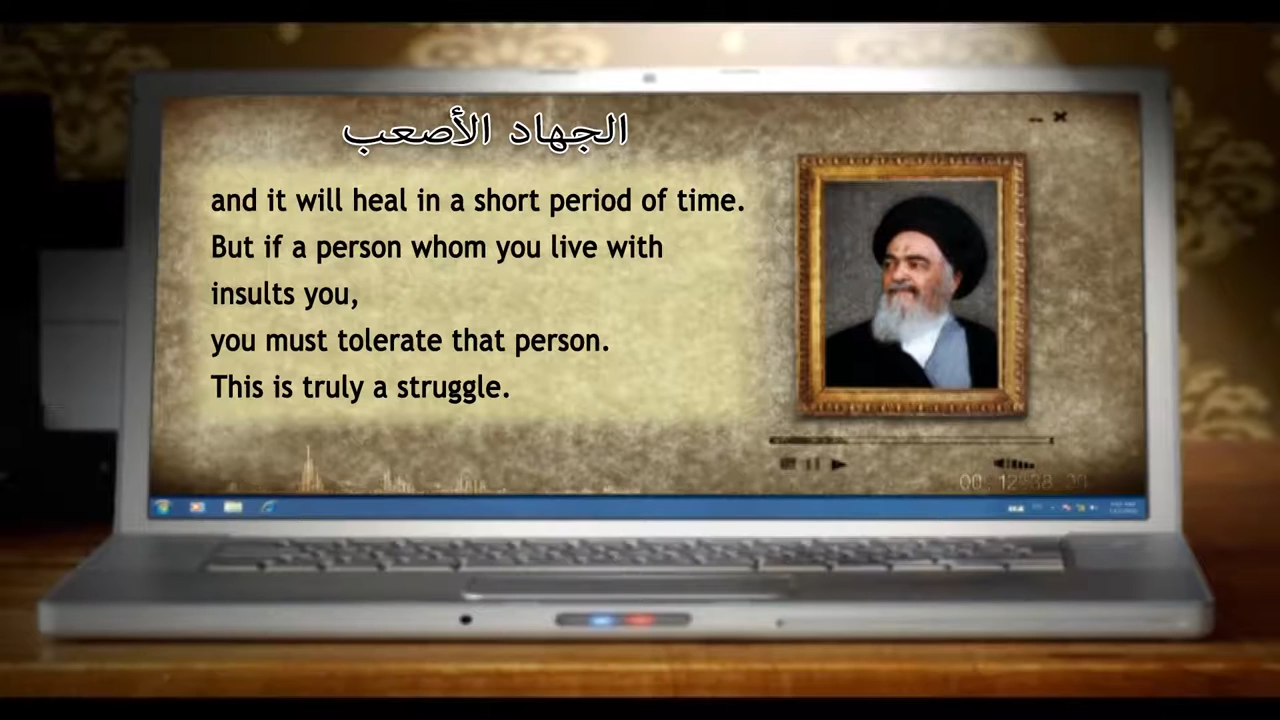 الجهاد الأصعب
and it will heal in a short period of time.
But if a person whom you live with
insults you,
you must tolerate that person.
This is truly a struggle.